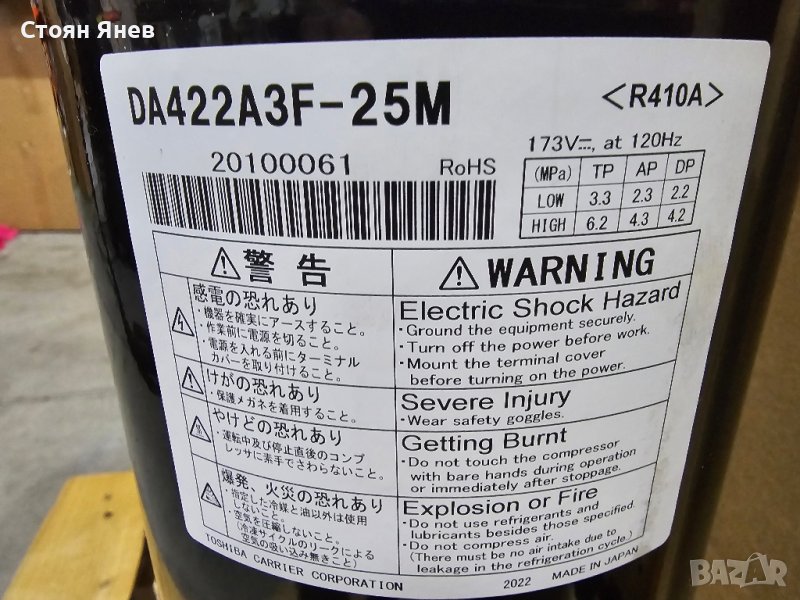 Стоян Янев
DA422A3F-25M
<R410A>
20100061
RoHS
173V⎓, at 120Hz
(MPa) TP AP DP
LOW 3.3 2.3 2.2
HIGH 6.2 4.3 4.2
⚠警告
感電の恐れあり
・機器を確実にアースすること。
・作業前に電源を切ること。
・電源を入れる前にターミナル
カバーを取り付けること。
けがの恐れあり
・保護メガネを着用すること。
やけどの恐れあり
・運転中及び停止直後のコンプ
レッサに素手でさわらないこと。
爆発、火災の恐れあり
・指定した冷媒と油以外は使用
しないこと。
・空気を圧縮しないこと。
(冷凍サイクルのリークによる
空気の吸い込み無きこと)
⚠WARNING
Electric Shock Hazard
・Ground the equipment securely.
・Turn off the power before work.
・Mount the terminal cover
before turning on the power.
Severe Injury
・Wear safety goggles.
Getting Burnt
・Do not touch the compressor
with bare hands during operation
or immediately after stoppage.
Explosion or Fire
・Do not use refrigerants and
lubricants besides those specified.
・Do not compress air.
(There must be no air intake due to
leakage in the refrigeration cycle.)
TOSHIBA CARRIER CORPORATION
2022 MADE IN JAPAN
BAZAR
bg